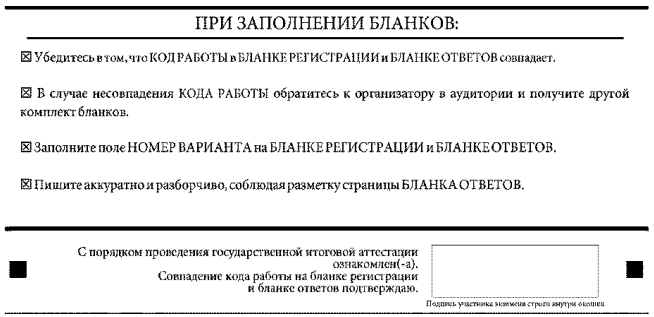 ПРИ ЗАПОЛНЕНИИ БЛАНКОВ:
☒ Убедитесь в том, что КОД РАБОТЫ в БЛАНКЕ РЕГИСТРАЦИИ и БЛАНКЕ ОТВЕТОВ совпадает.
☒ В случае несовпадения КОДА РАБОТЫ обратитесь к организатору в аудитории и получите другой
комплект бланков.
☒ Заполните поле НОМЕР ВАРИАНТА на БЛАНКЕ РЕГИСТРАЦИИ и БЛАНКЕ ОТВЕТОВ.
☒ Пишите аккуратно и разборчиво, соблюдая разметку страницы БЛАНКА ОТВЕТОВ.
С порядком проведения государственной итоговой аттестации
ознакомлен(-а).
Совпадение кода работы на бланке регистрации
и бланке ответов подтверждаю.
Подпись участника экзамена строго внутри окошка